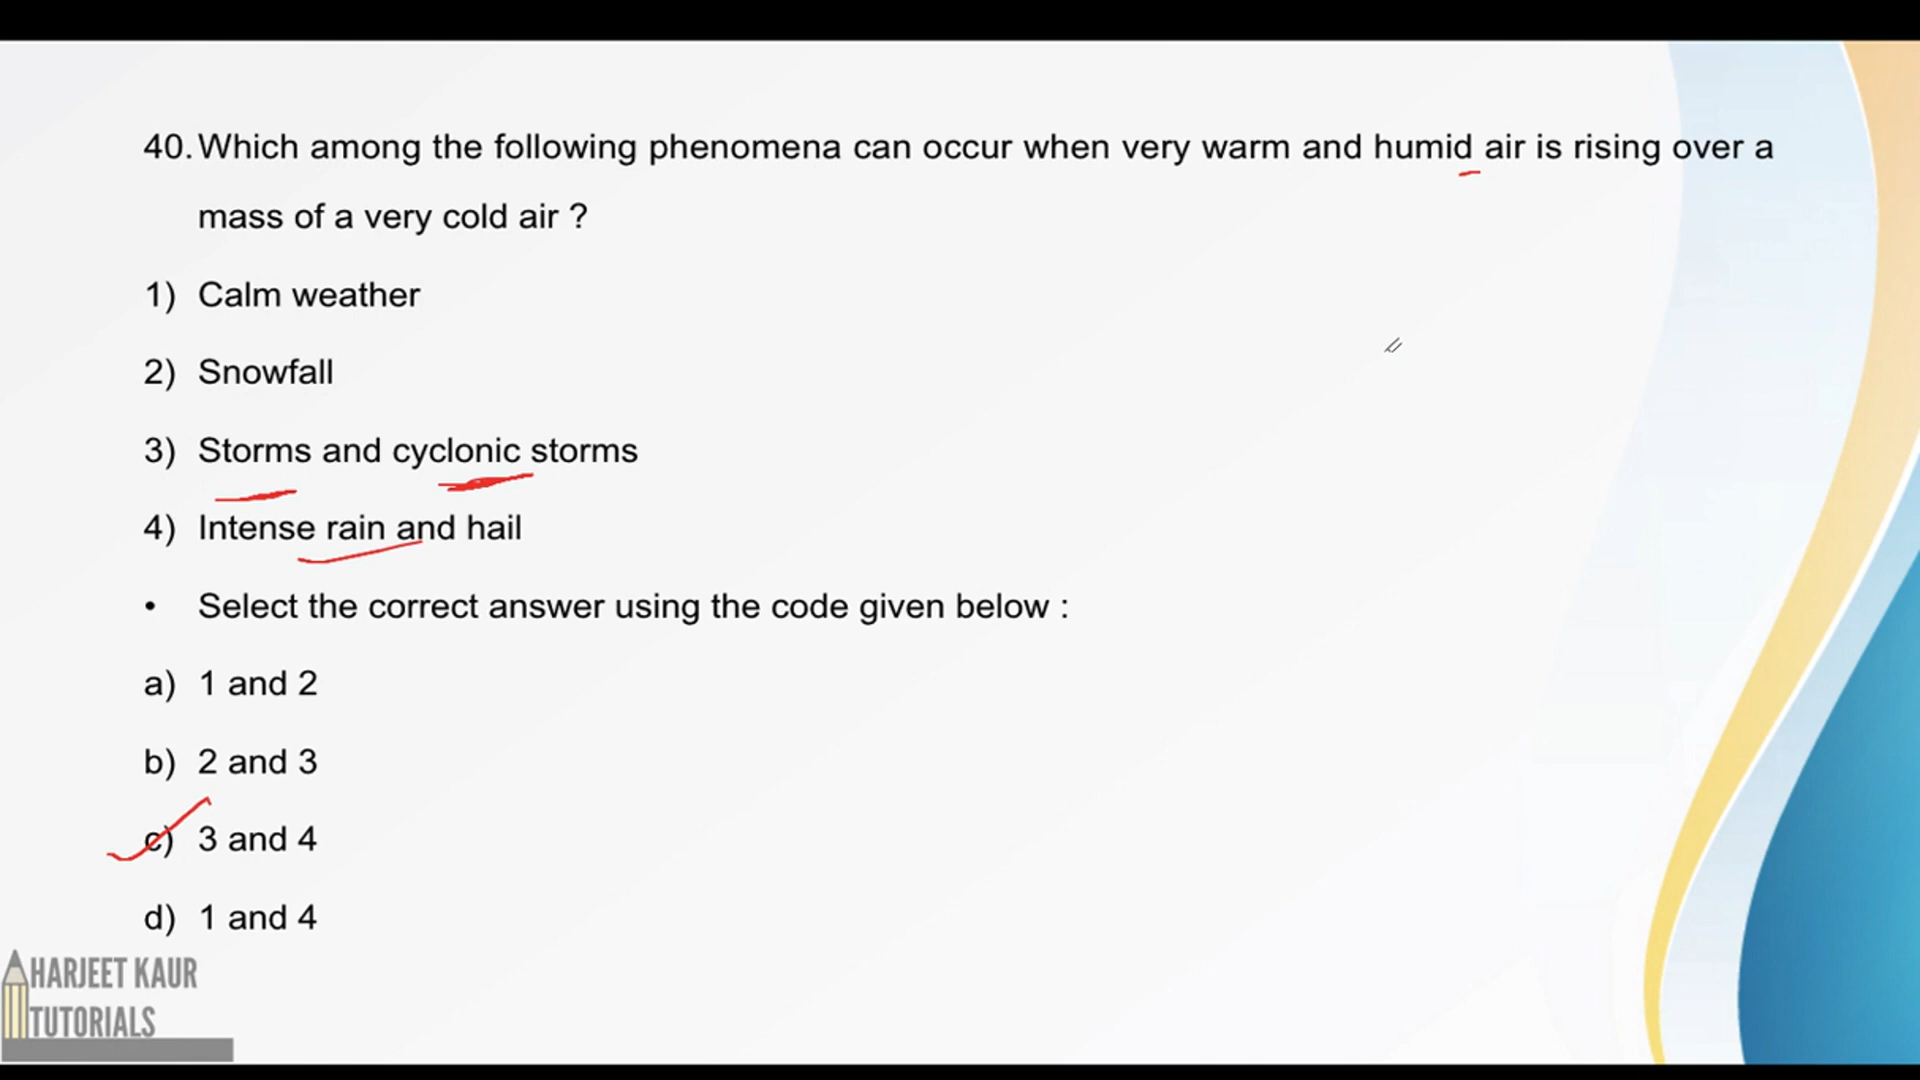 40. Which among the following phenomena can occur when very warm and humid air is rising over a
mass of a very cold air ?
1) Calm weather
2) Snowfall
3) Storms and cyclonic storms
4) Intense rain and hail
• Select the correct answer using the code given below :
a) 1 and 2
b) 2 and 3
c) 3 and 4
d) 1 and 4
HARJEET KAUR
TUTORIALS